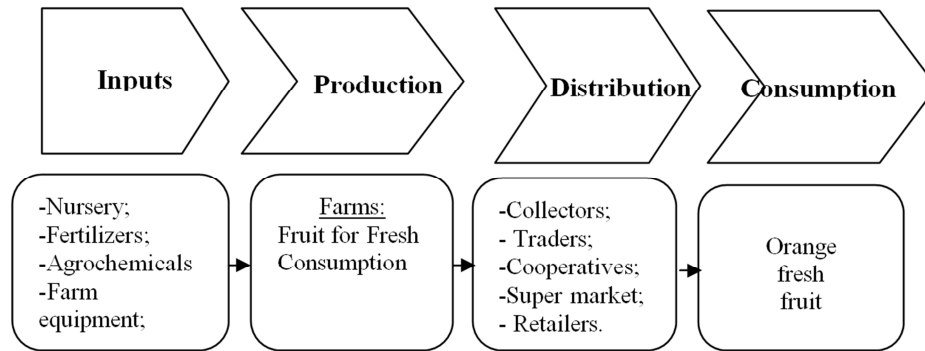 Inputs
Production
Distribution
Consumption
-Nursery;
-Fertilizers;
-Agrochemicals
-Farm
equipment;
Farms:
Fruit for Fresh
Consumption
-Collectors;
- Traders;
-Cooperatives;
-Super market;
- Retailers.
Orange
fresh
fruit